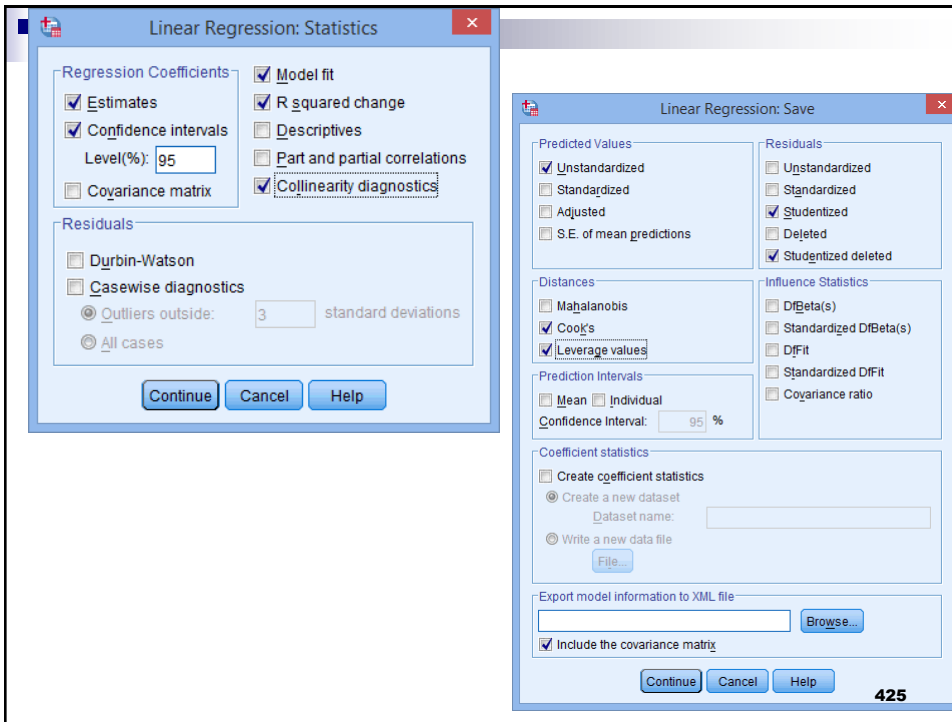 Linear Regression: Statistics
Regression Coefficients
Estimates
Confidence intervals
Level(%): 95
Covariance matrix
Model fit
R squared change
Descriptives
Part and partial correlations
Collinearity diagnostics
Residuals
Durbin-Watson
Casewise diagnostics
Outliers outside: 3 standard deviations
All cases
Continue Cancel Help
Linear Regression: Save
Predicted Values
Unstandardized
Standardized
Adjusted
S.E. of mean predictions
Residuals
Unstandardized
Standardized
Studentized
Deleted
Studentized deleted
Distances
Mahalanobis
Cook's
Leverage values
Influence Statistics
DfBeta(s)
Standardized DfBeta(s)
DfFit
Standardized DfFit
Covariance ratio
Prediction Intervals
Mean Individual
Confidence Interval: 95 %
Coefficient statistics
Create coefficient statistics
Create a new dataset
Dataset name:
Write a new data file
File...
Export model information to XML file
Browse...
Include the covariance matrix
Continue Cancel Help
425